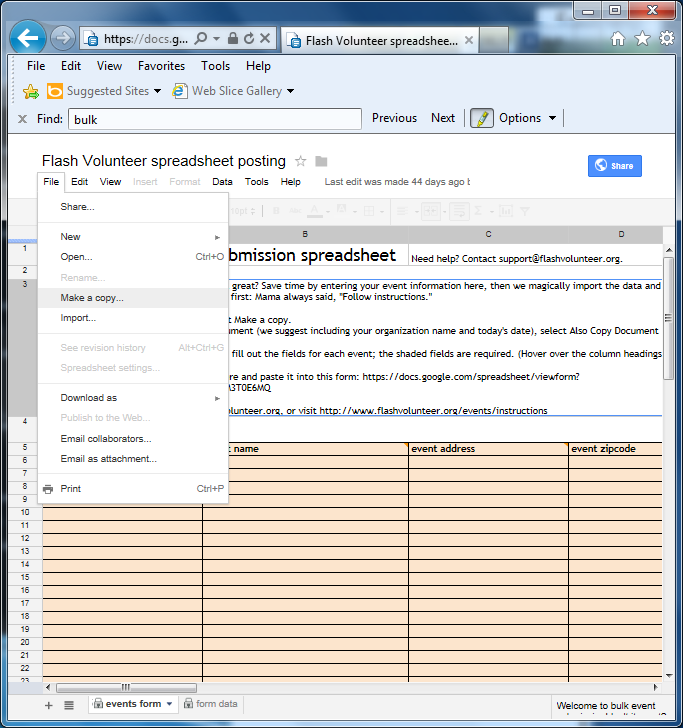 https://docs.g...
Flash Volunteer spreadshee...
File Edit View Favorites Tools Help
Suggested Sites Web Slice Gallery
Find: bulk Previous Next Options
Flash Volunteer spreadsheet posting
Share
File Edit View Insert Format Data Tools Help Last edit was made 44 days ago b
Share...
New
Open... Ctrl+O
Rename...
Make a copy...
Import...
See revision history Alt+Ctrl+G
Spreadsheet settings...
Download as
Publish to the Web...
Email collaborators...
Email as attachment...
Print Ctrl+P
B C D
1 bmission spreadsheet Need help? Contact support@flashvolunteer.org.
2
3 great? Save time by entering your event information here, then we magically import the data and
first: Mama always said, "Follow instructions."
t Make a copy.
ument (we suggest including your organization name and today's date), select Also Copy Document
fill out the fields for each event; the shaded fields are required. (Hover over the column headings
re and paste it into this form: https://docs.google.com/spreadsheet/viewform?
M3T0E6MQ
olunteer.org, or visit http://www.flashvolunteer.org/events/instructions
4
5 t name event address event zipcode
6
7
8
9
10
11
12
13
14
15
16
17
18
19
20
21
22
23
events form form data
Welcome to bulk event